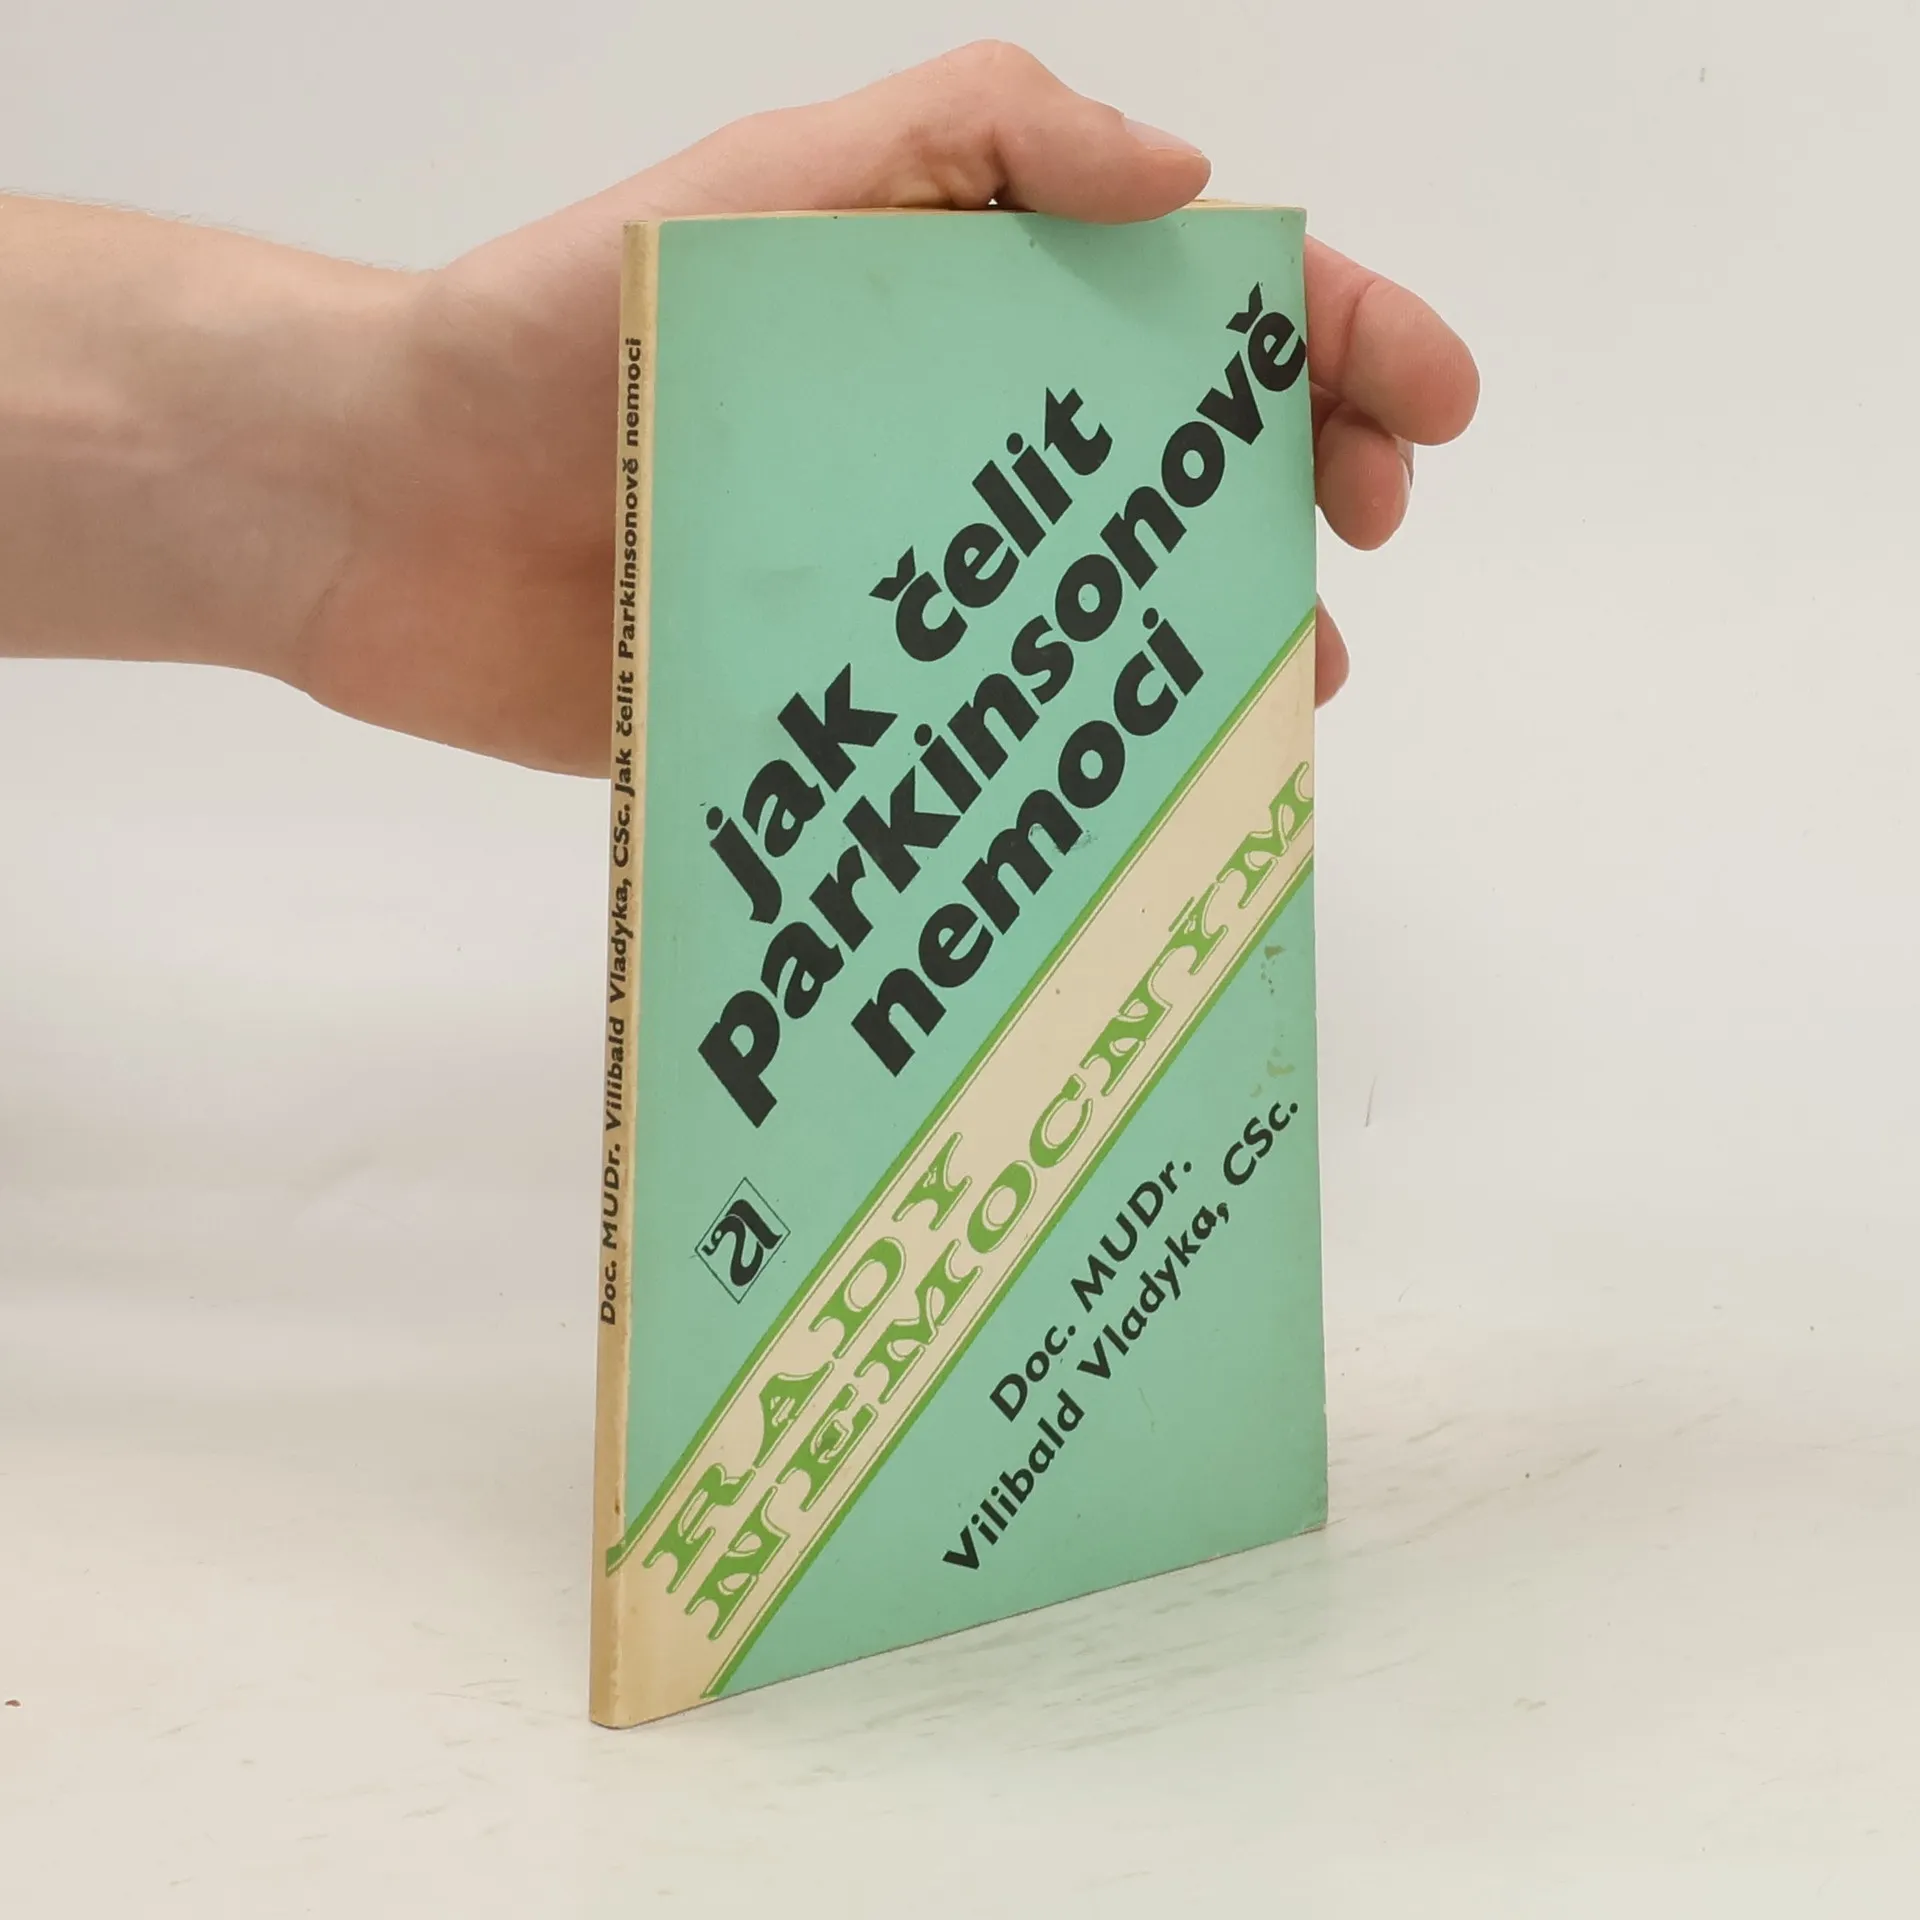 Doc. MUDr. Vilibald Vladyka, CSc. Jak čelit Parkinsonově nemoci
jak čelit
parkinsonově
nemoci
RADY
NEMOCNÝM
Doc. MUDr.
Vilibald Vladyka, CSc.